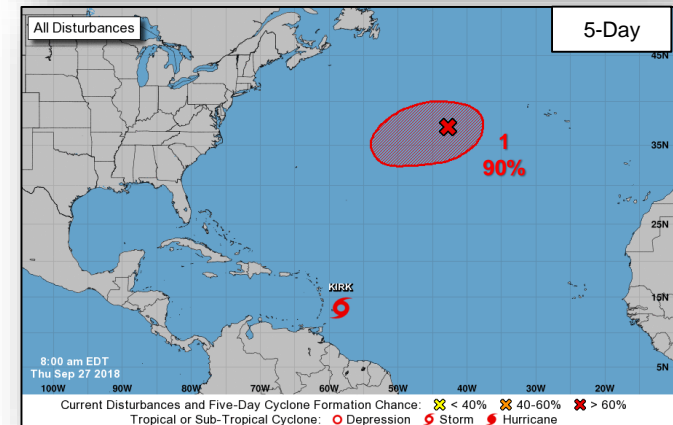 All Disturbances
5-Day
45N
1
35N
90%
25N
KIRK
15N
8:00 am EDT
Thu Sep 27 2018
5N
100W 90W 80W 70W 60W 50W 40W 30W 20W
Current Disturbances and Five-Day Cyclone Formation Chance: < 40% 40-60% > 60%
Tropical or Sub-Tropical Cyclone: Depression Storm Hurricane